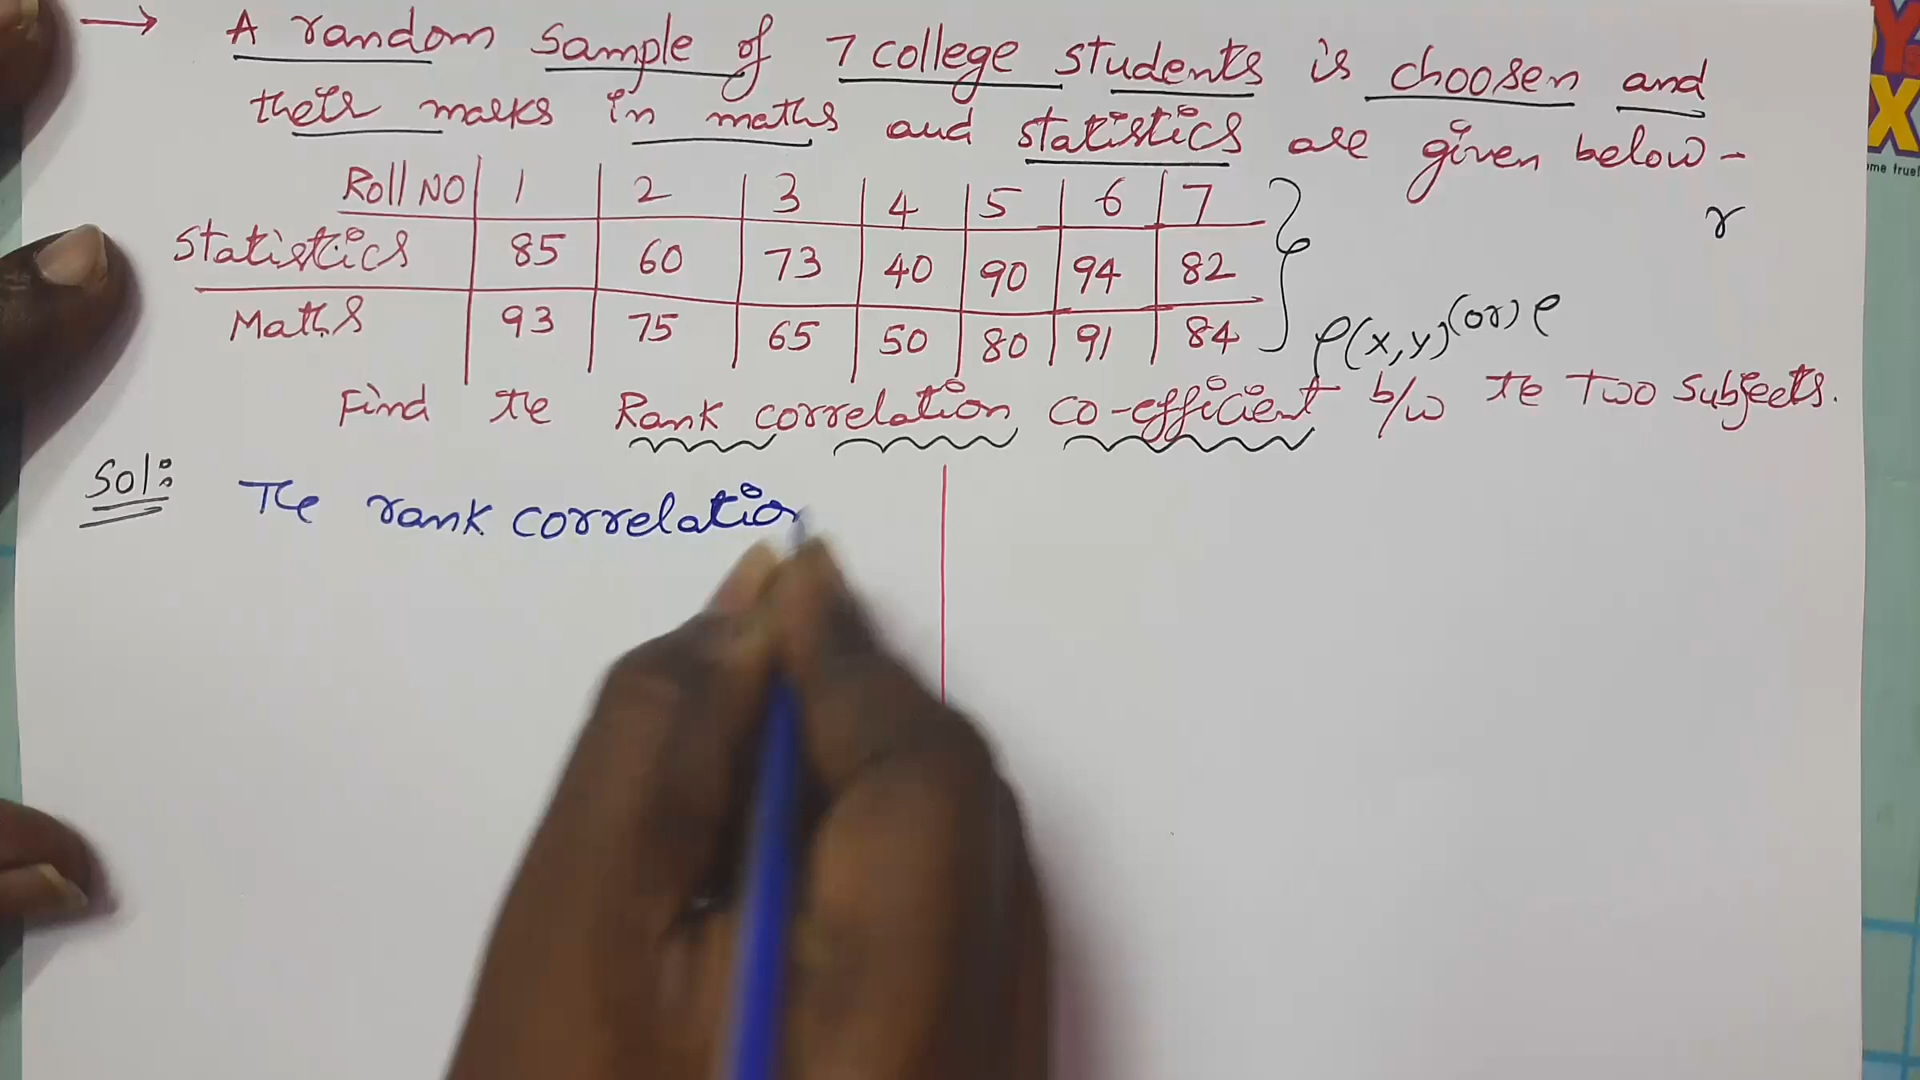 → A random sample of 7 college students is choosen and
their marks in maths and statistics are given below -
Roll NO 1 2 3 4 5 6 7
Statistics 85 60 73 40 90 94 82
Maths 93 75 65 50 80 91 84
r
ρ(x,y) (or) ρ
Find the Rank correlation co-efficient b/w the Two subjects.
Sol: The rank correlation
Y's
X
ome true!